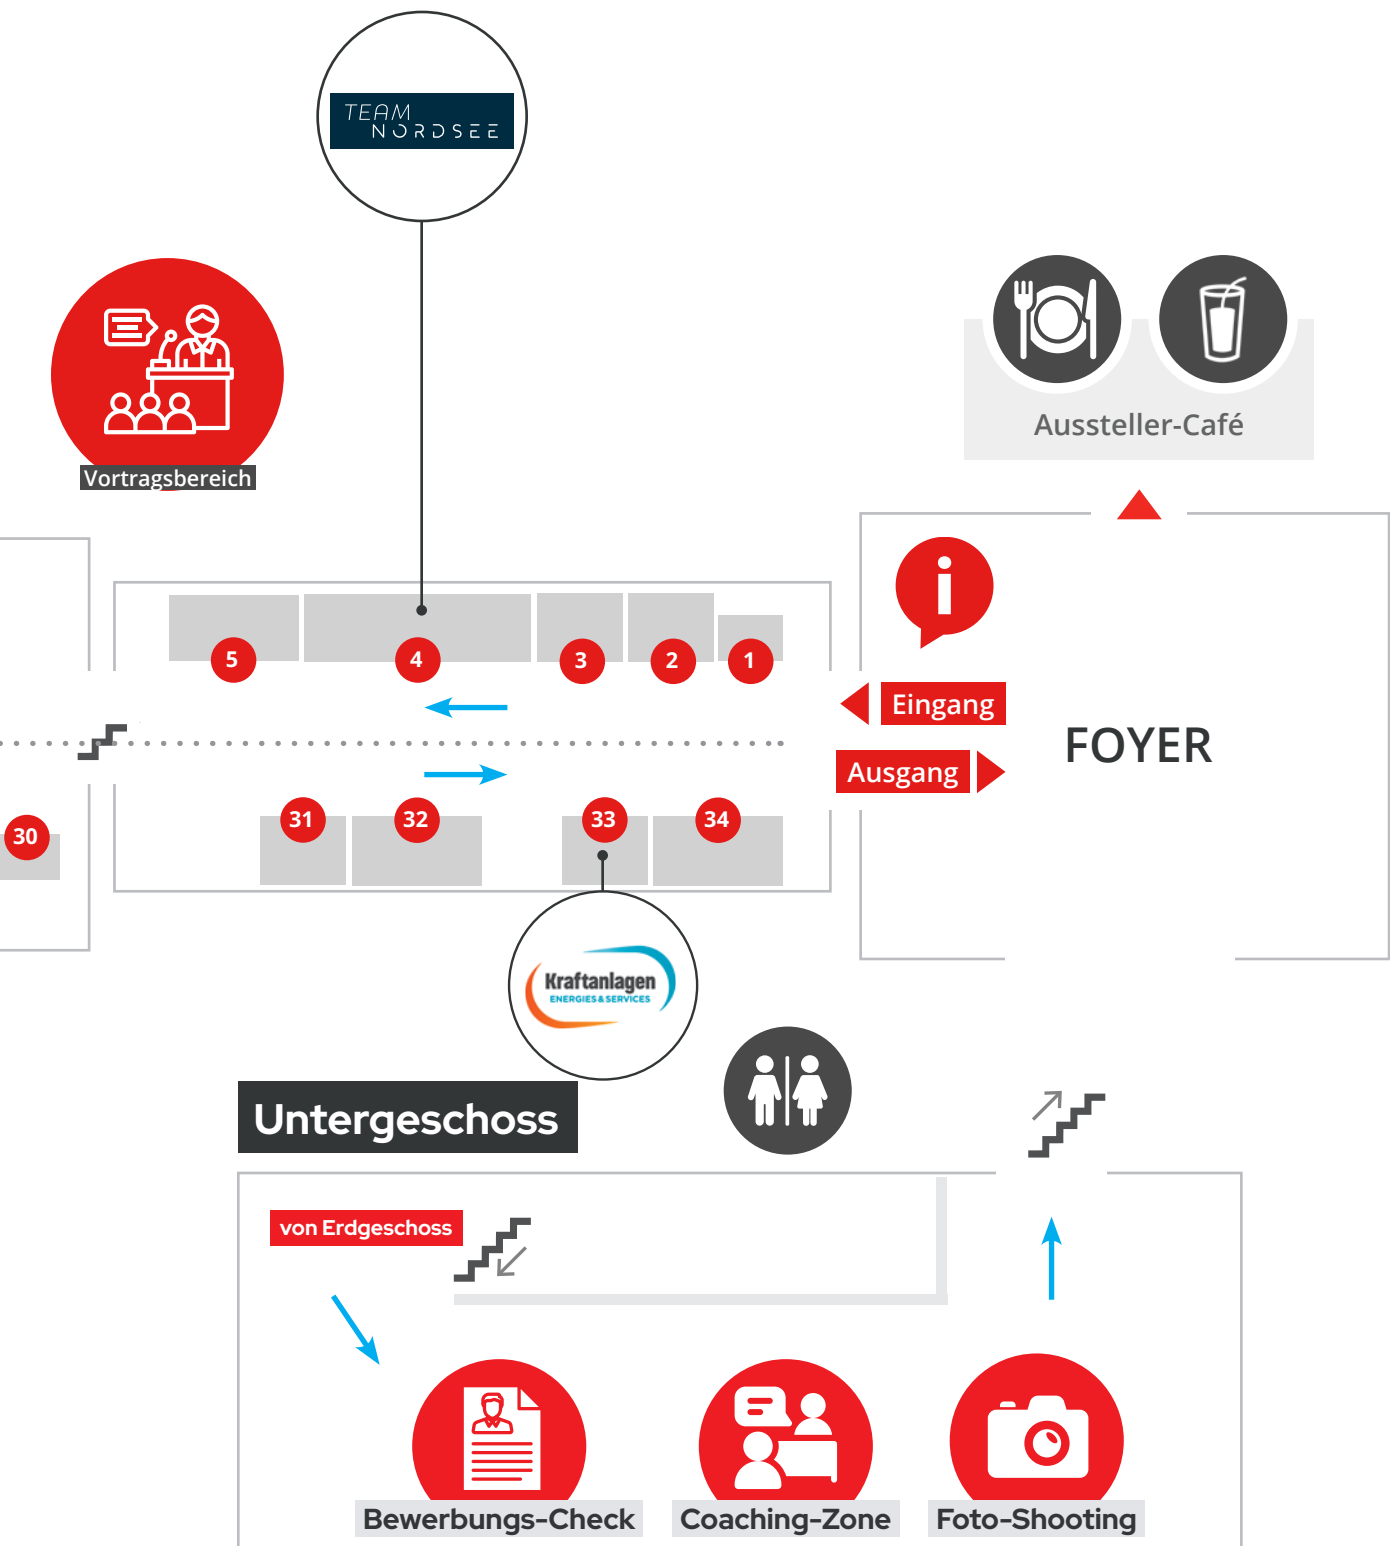 TEAM
NORDSEE
Vortragsbereich
Aussteller-Café
i
5
4
3
2
1
Eingang
FOYER
Ausgang
31
32
33
34
30
Kraftanlagen
ENERGIES & SERVICES
Untergeschoss
von Erdgeschoss
Bewerbungs-Check
Coaching-Zone
Foto-Shooting